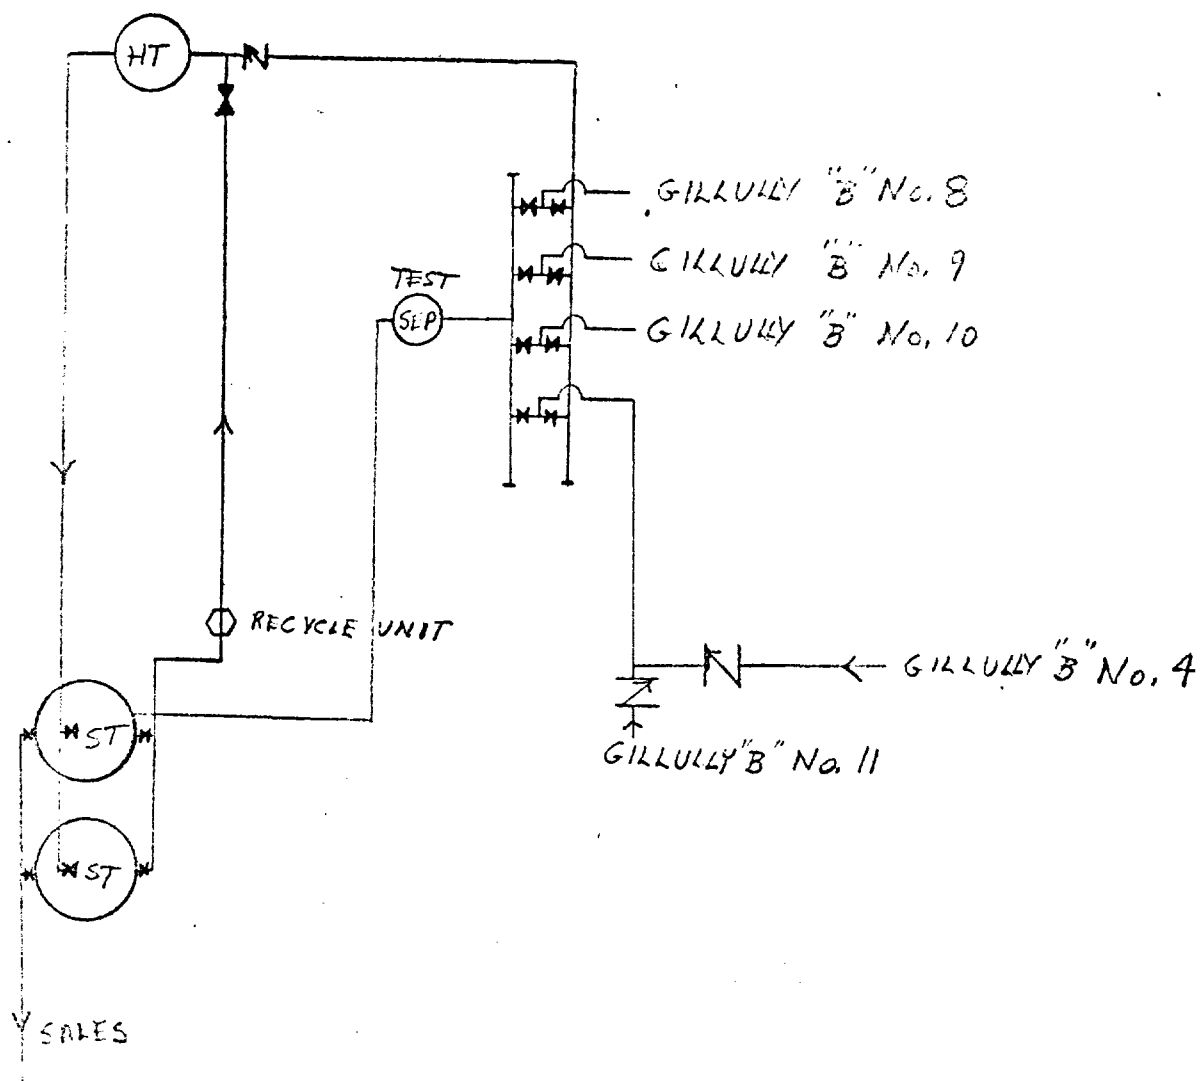 HT
GILLULLY "B" No. 8
GILLULLY "B" No. 9
TEST
SEP
GILLULLY "B" No. 10
RECYCLE UNIT
GILLULLY "B" No. 4
ST
GILLULLY "B" No. 11
ST
SALES